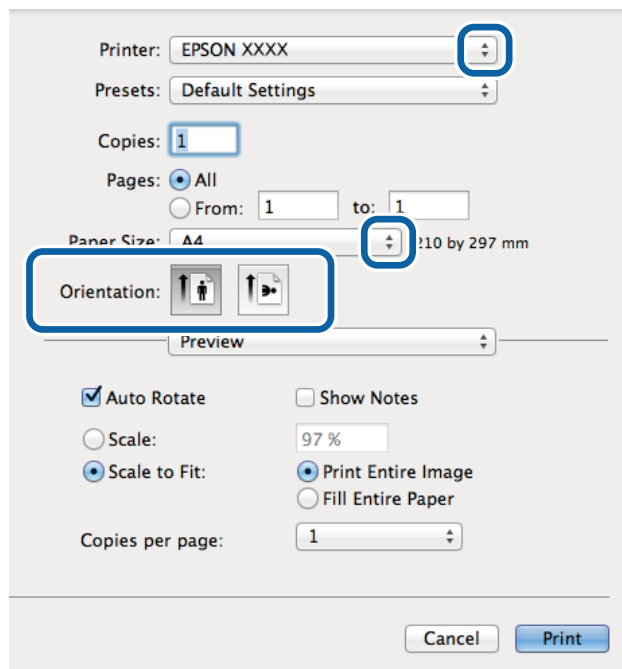 Printer: EPSON XXXX
Presets: Default Settings
Copies: 1
Pages: All
From: 1 to: 1
Paper Size: A4 210 by 297 mm
Orientation:
Preview
Auto Rotate Show Notes
Scale: 97 %
Scale to Fit: Print Entire Image
Fill Entire Paper
Copies per page: 1
Cancel Print